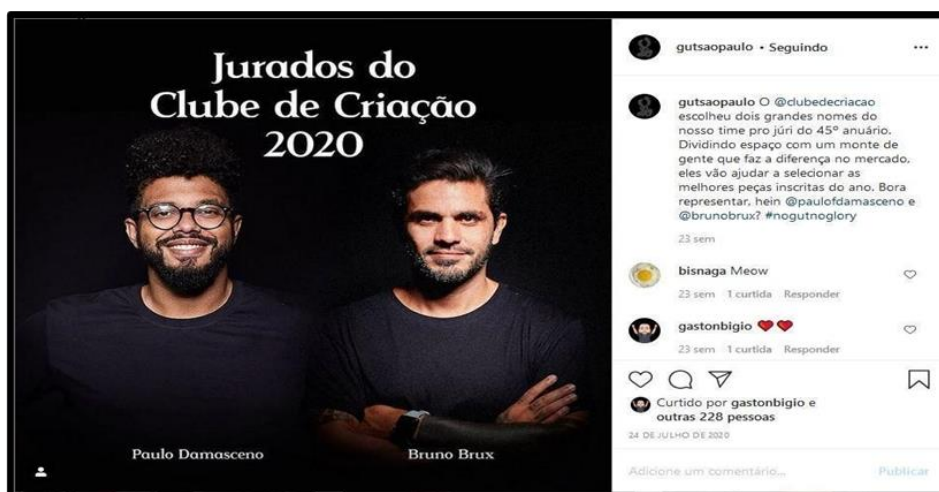 Jurados do
Clube de Criação
2020
Paulo Damasceno
Bruno Brux
gutsaopaulo • Seguindo
gutsaopaulo O @clubedecriacao
escolheu dois grandes nomes do
nosso time pro júri do 45º anuário.
Dividindo espaço com um monte de
gente que faz a diferença no mercado,
eles vão ajudar a selecionar as
melhores peças inscritas do ano. Bora
representar, hein @paulofdamasceno e
@brunobrux? #nogutnoglory
23 sem
bisnaga Meow
23 sem 1 curtida Responder
gastonbigio ❤️❤️
23 sem 1 curtida Responder
Curtido por gastonbigio e
outras 228 pessoas
24 DE JULHO DE 2020
Adicione um comentário...
Publicar